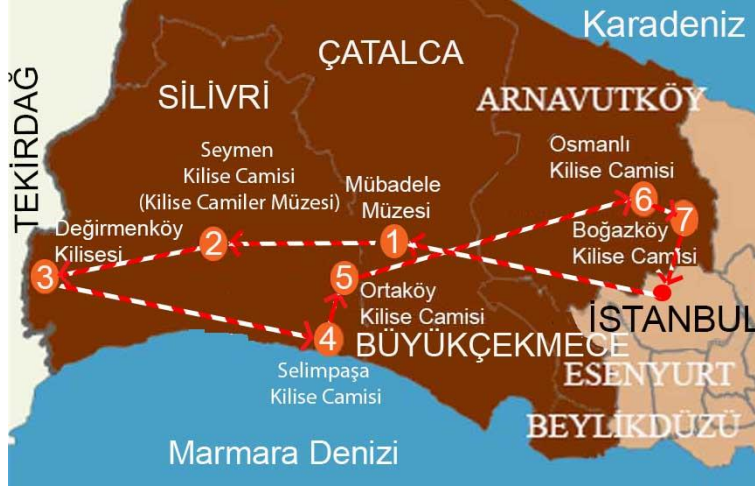 Karadeniz
ÇATALCA
SİLİVRİ
ARNAVUTKÖY
TEKİRDAĞ
Seymen
Kilise Camisi
(Kilise Camiler Müzesi)
Osmanlı
Kilise Camisi
Mübadele
Müzesi
Değirmenköy
Kilisesi
6
7
2
1
Boğazköy
Kilise Camisi
3
5
Ortaköy
Kilise Camisi
İSTANBUL
4
BÜYÜKÇEKMECE
Selimpaşa
Kilise Camisi
ESENYURT
BEYLİKDÜZÜ
Marmara Denizi